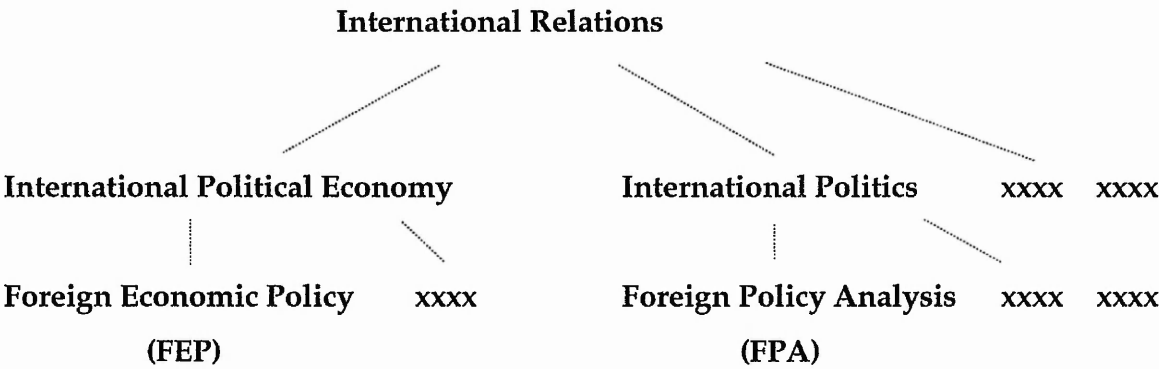 International Relations
International Political Economy International Politics xxxx xxxx
Foreign Economic Policy xxxx Foreign Policy Analysis xxxx xxxx
(FEP) (FPA)